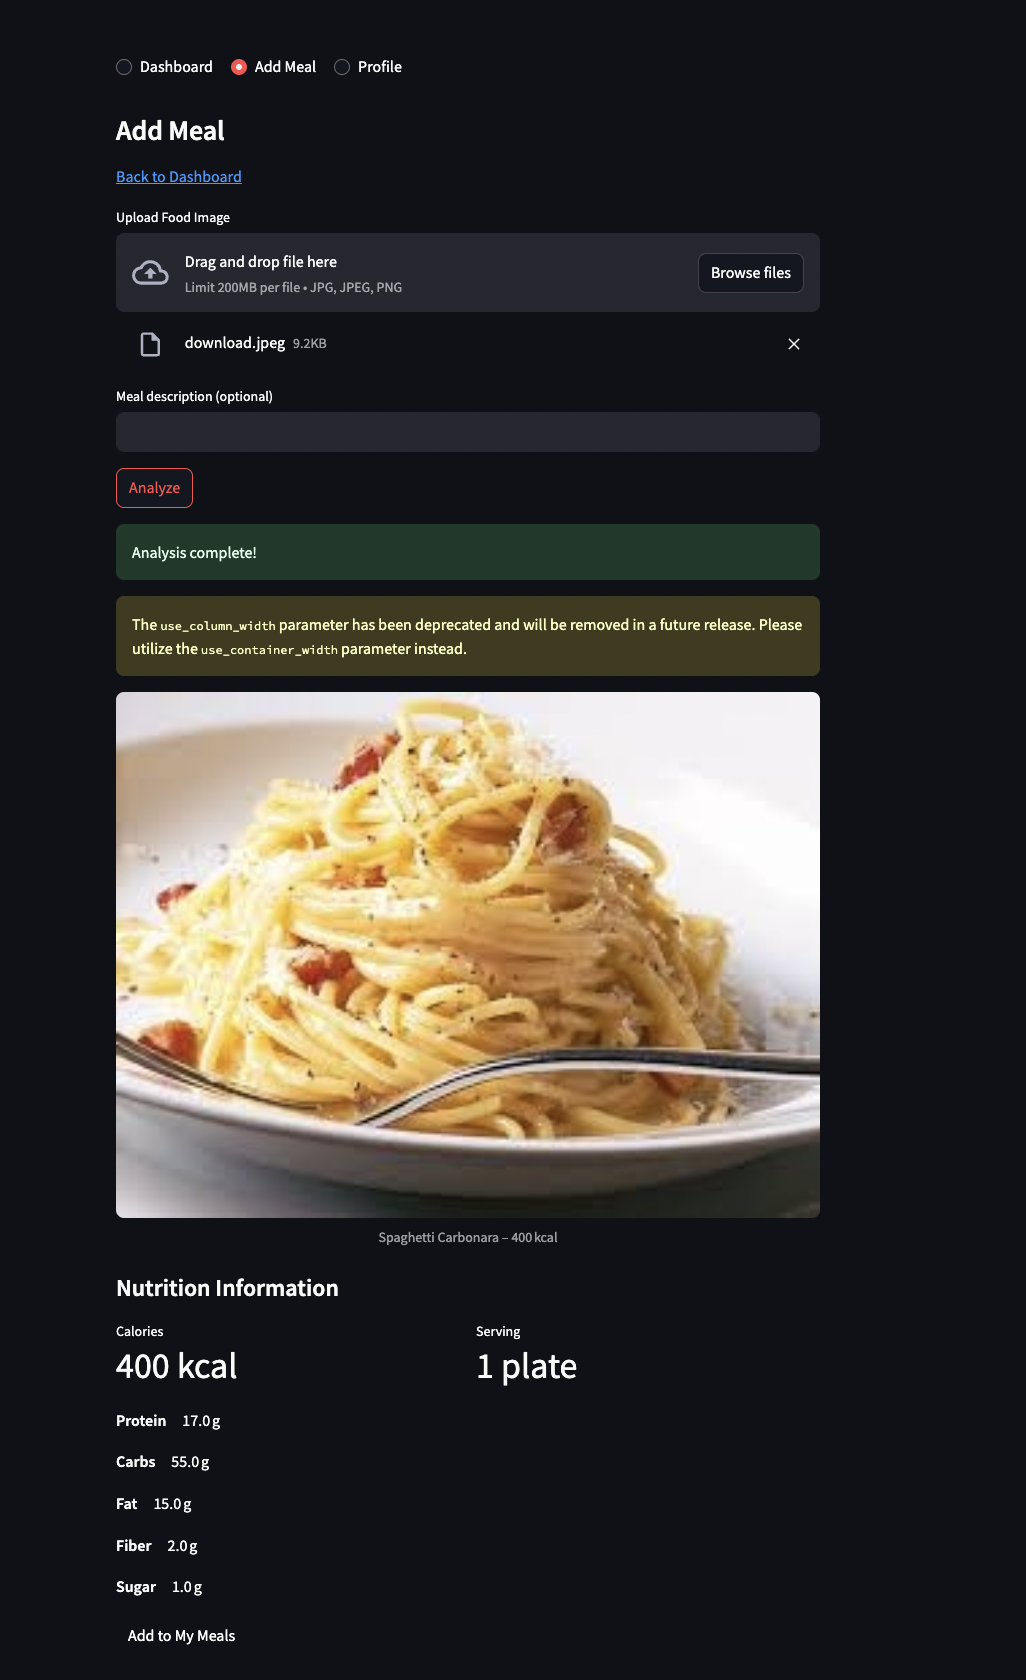 Dashboard Add Meal Profile
Add Meal
Back to Dashboard
Upload Food Image
Drag and drop file here
Limit 200MB per file • JPG, JPEG, PNG
Browse files
download.jpeg 9.2KB
Meal description (optional)
Analyze
Analysis complete!
The use_column_width parameter has been deprecated and will be removed in a future release. Please
utilize the use_container_width parameter instead.
Spaghetti Carbonara – 400 kcal
Nutrition Information
Calories Serving
400 kcal 1 plate
Protein 17.0 g
Carbs 55.0 g
Fat 15.0 g
Fiber 2.0 g
Sugar 1.0 g
Add to My Meals